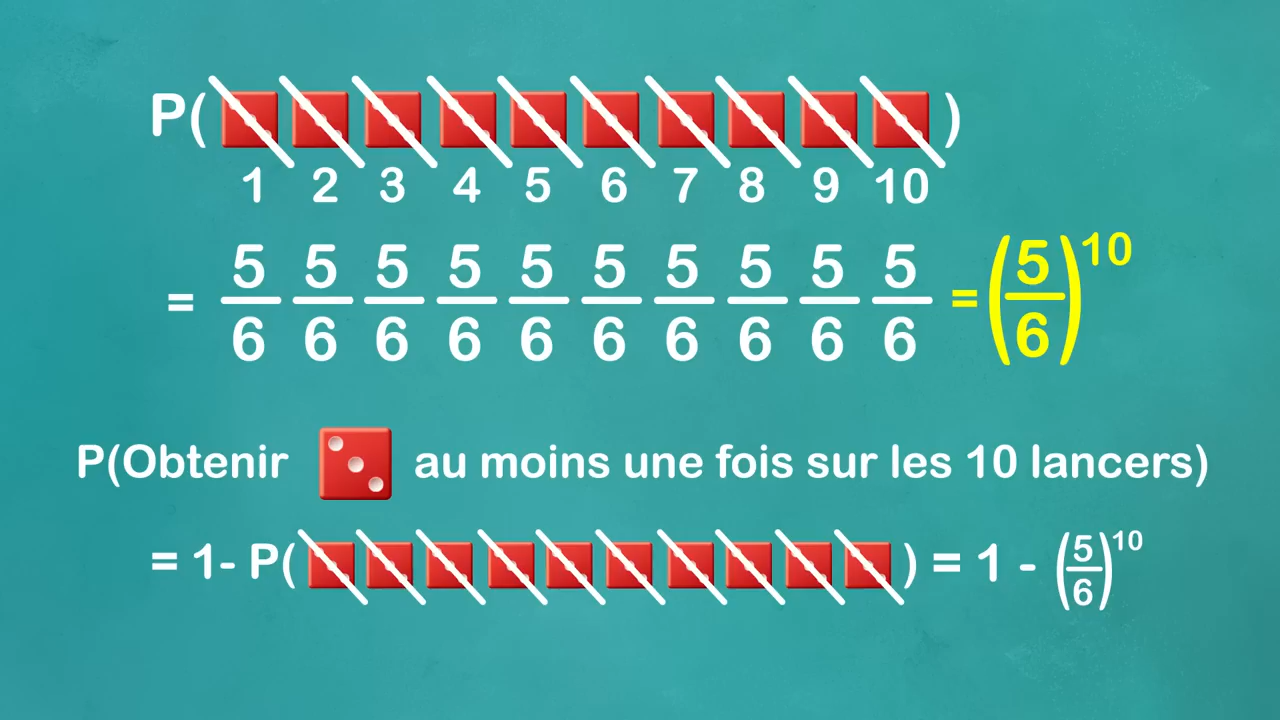 P( )
1 2 3 4 5 6 7 8 9 10
= 5/6 5/6 5/6 5/6 5/6 5/6 5/6 5/6 5/6 5/6 = (5/6)^10
P(Obtenir au moins une fois sur les 10 lancers)
= 1- P( ) = 1 - (5/6)^10